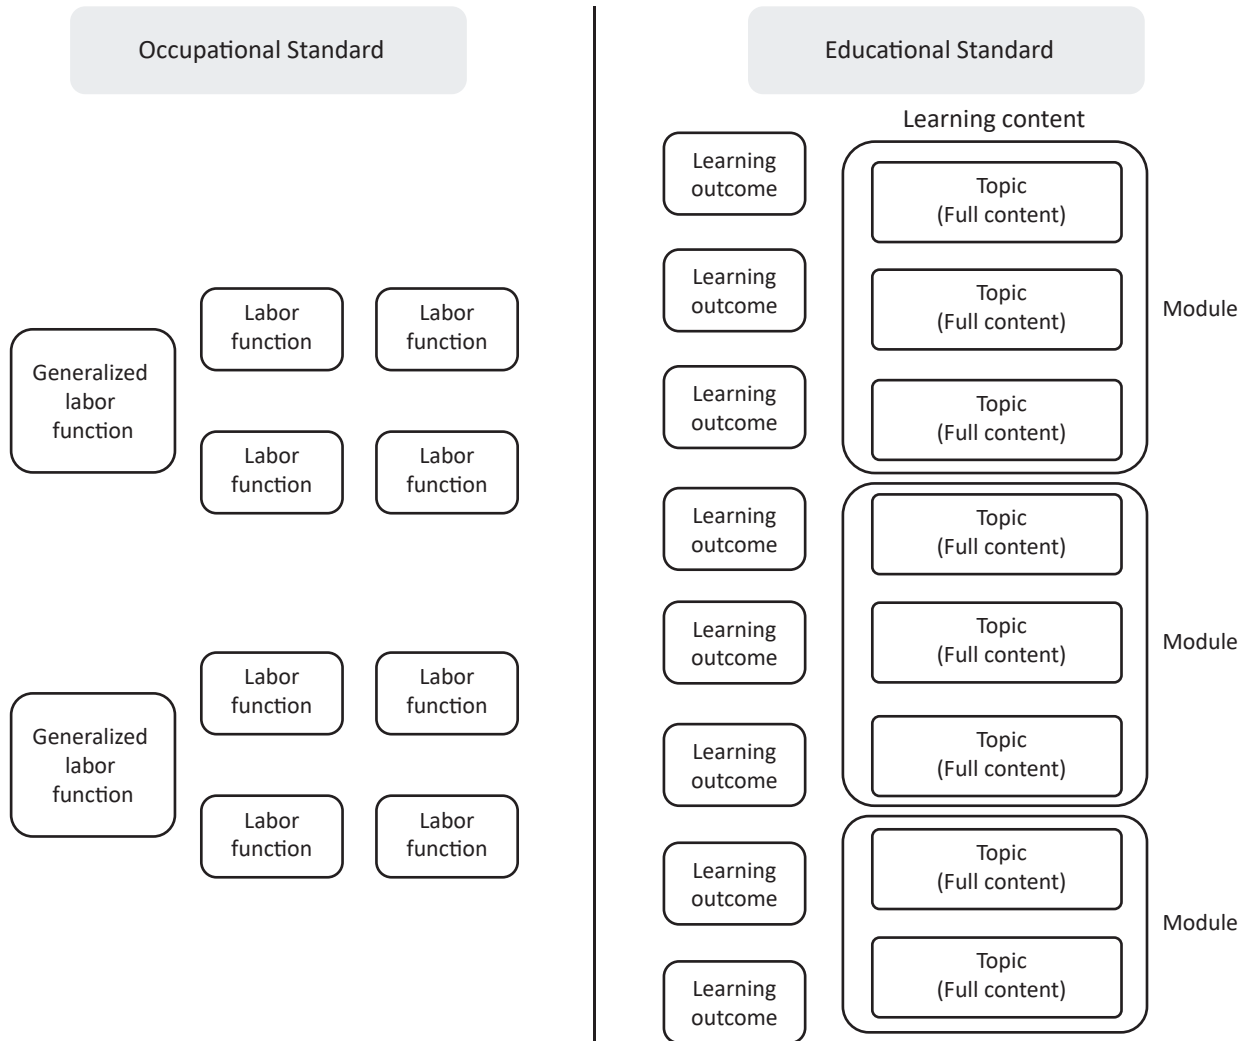 Occupational Standard
Generalized
labor
function
Labor
function
Labor
function
Labor
function
Labor
function
Generalized
labor
function
Labor
function
Labor
function
Labor
function
Labor
function
Educational Standard
Learning content
Learning
outcome
Topic
(Full content)
Learning
outcome
Topic
(Full content)
Module
Learning
outcome
Topic
(Full content)
Learning
outcome
Topic
(Full content)
Learning
outcome
Topic
(Full content)
Module
Learning
outcome
Topic
(Full content)
Learning
outcome
Topic
(Full content)
Module
Learning
outcome
Topic
(Full content)